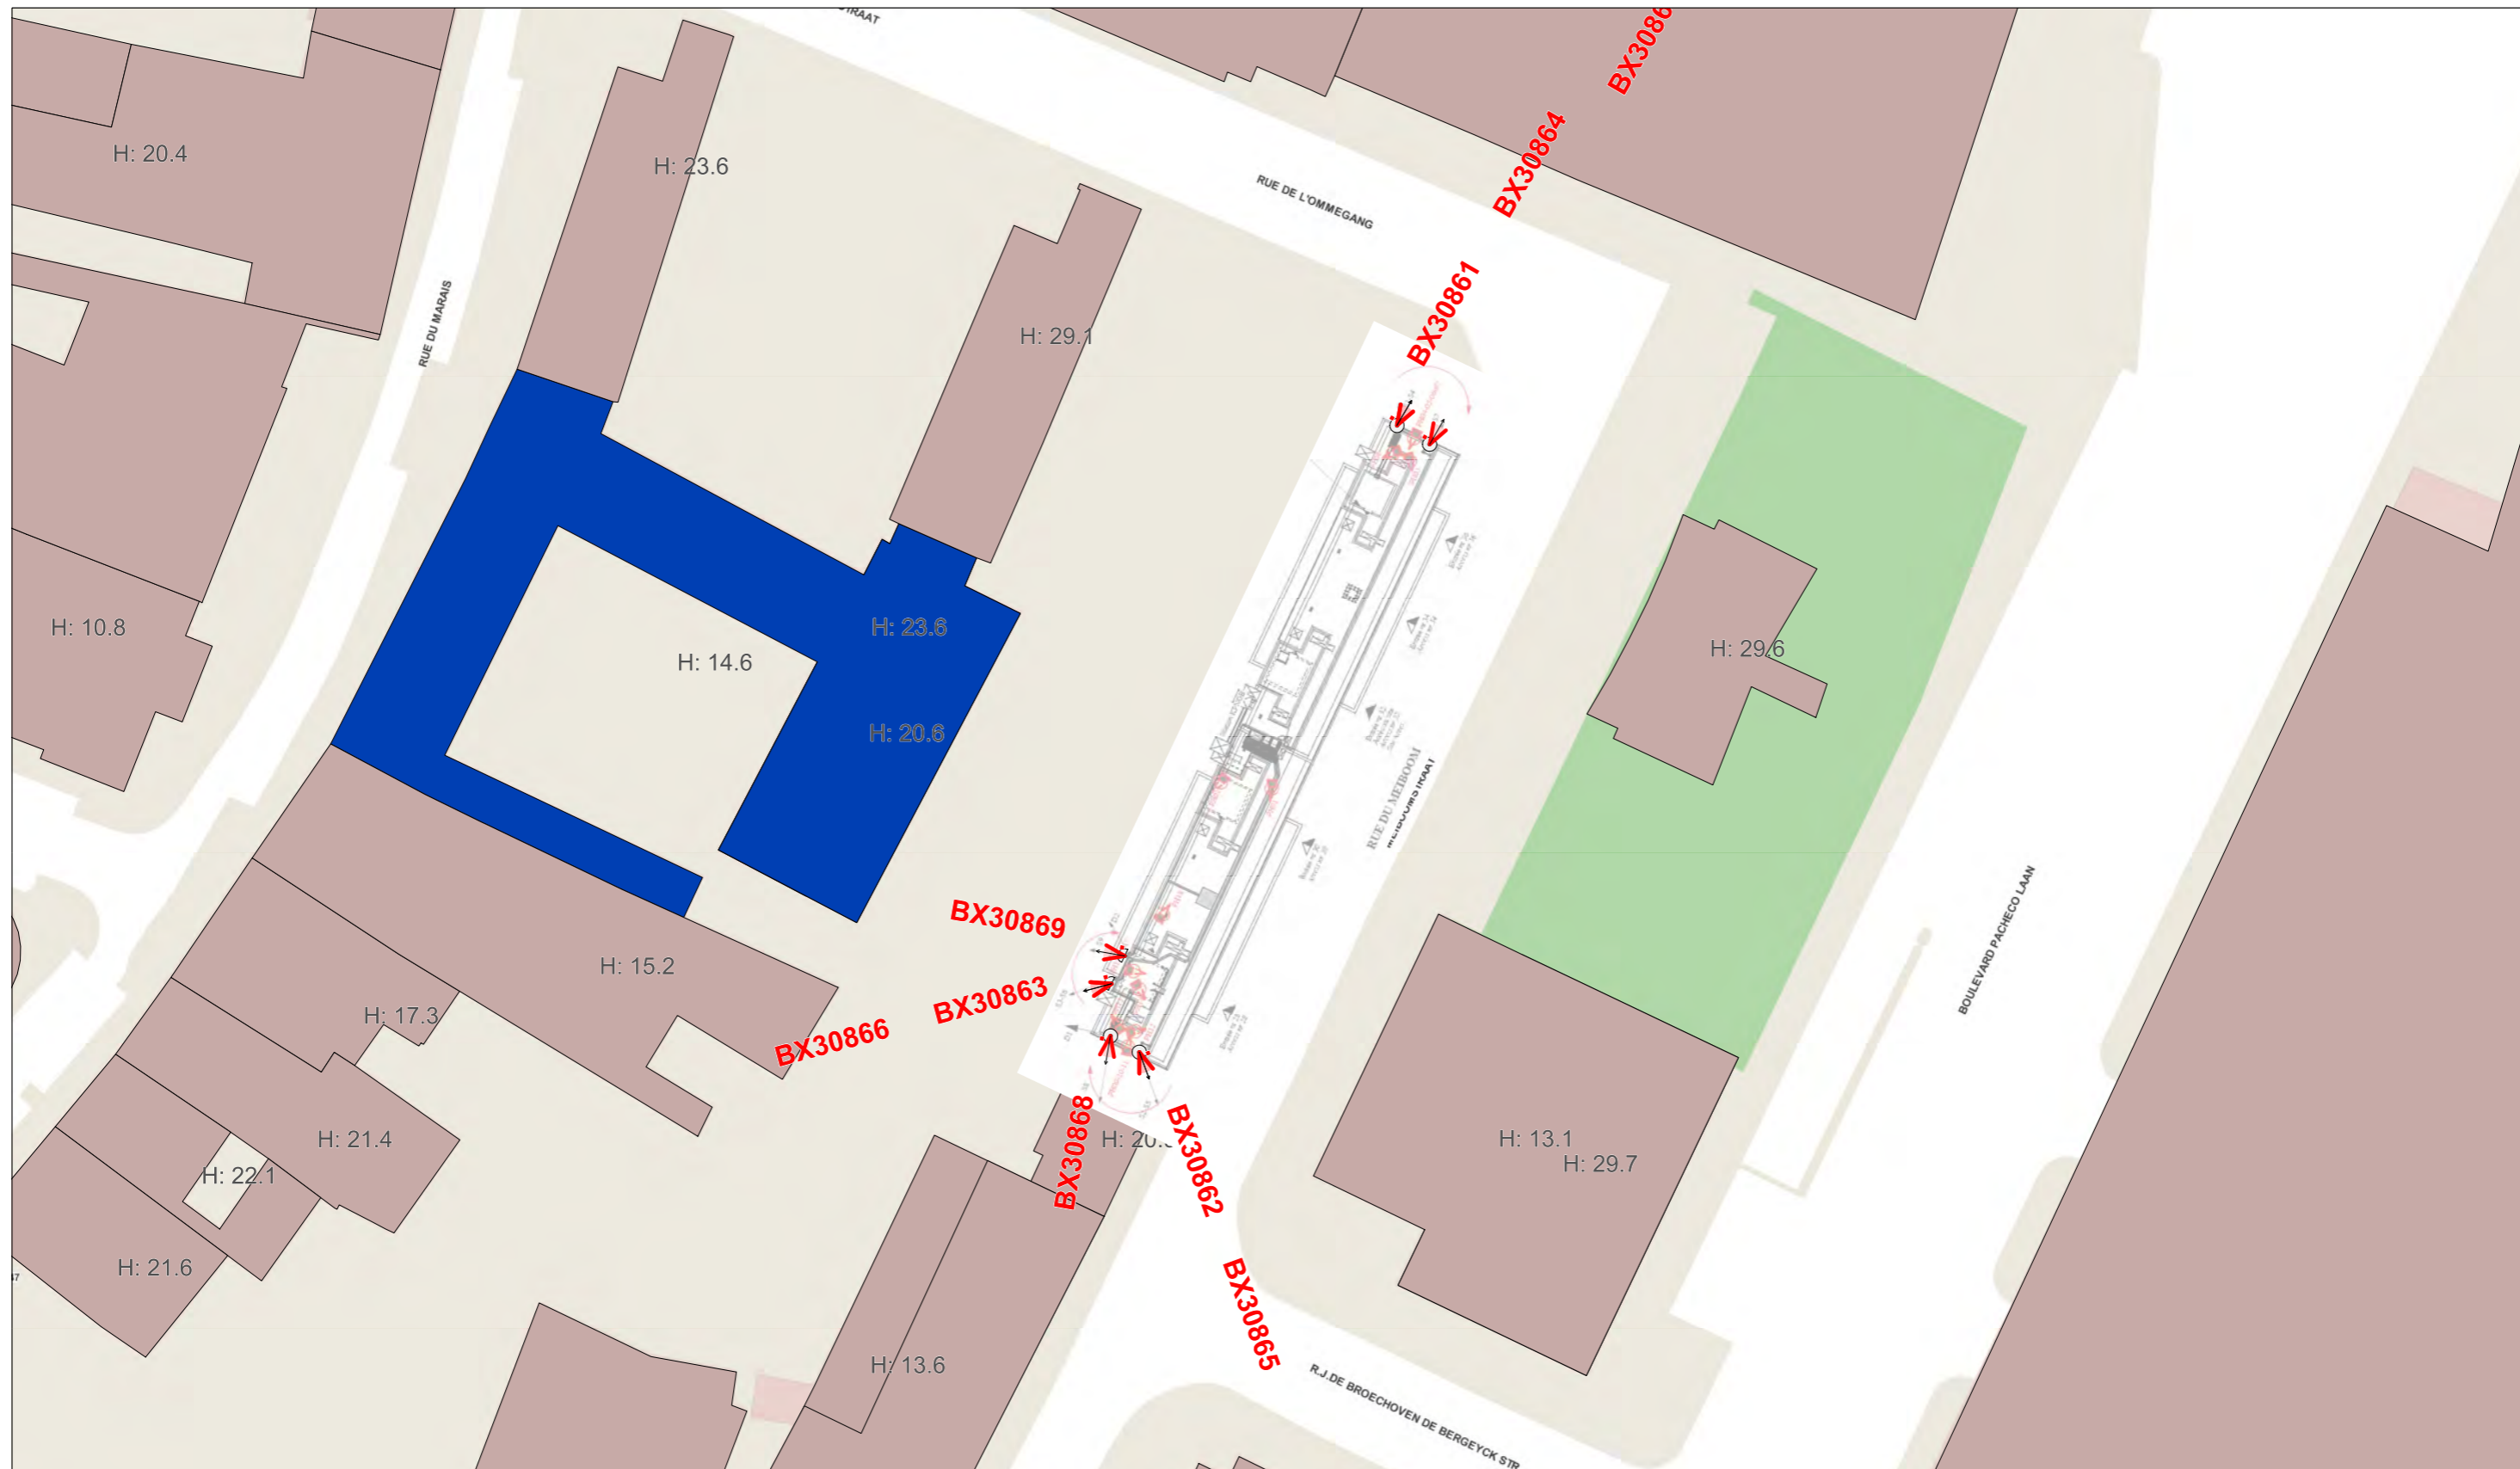 BX30864
H: 20.4
H: 23.6
RUE DE L'OMMEGANG
BX30861
RUE DU MARAIS
H: 29.1
H: 10.8
H: 23.6
H: 14.6
H: 29.6
H: 20.6
RUE DU MEIBOOM
BX30869
BOULEVARD PACHECO LAAN
H: 15.2
BX30863
H: 17.3
BX30866
BX30868
BX30862
H: 21.4
H: 13.1
H: 29.7
H: 22.1
H: 21.6
BX30865
H: 13.6
R.J.DE BROECHOVEN DE BERGEYCK STR